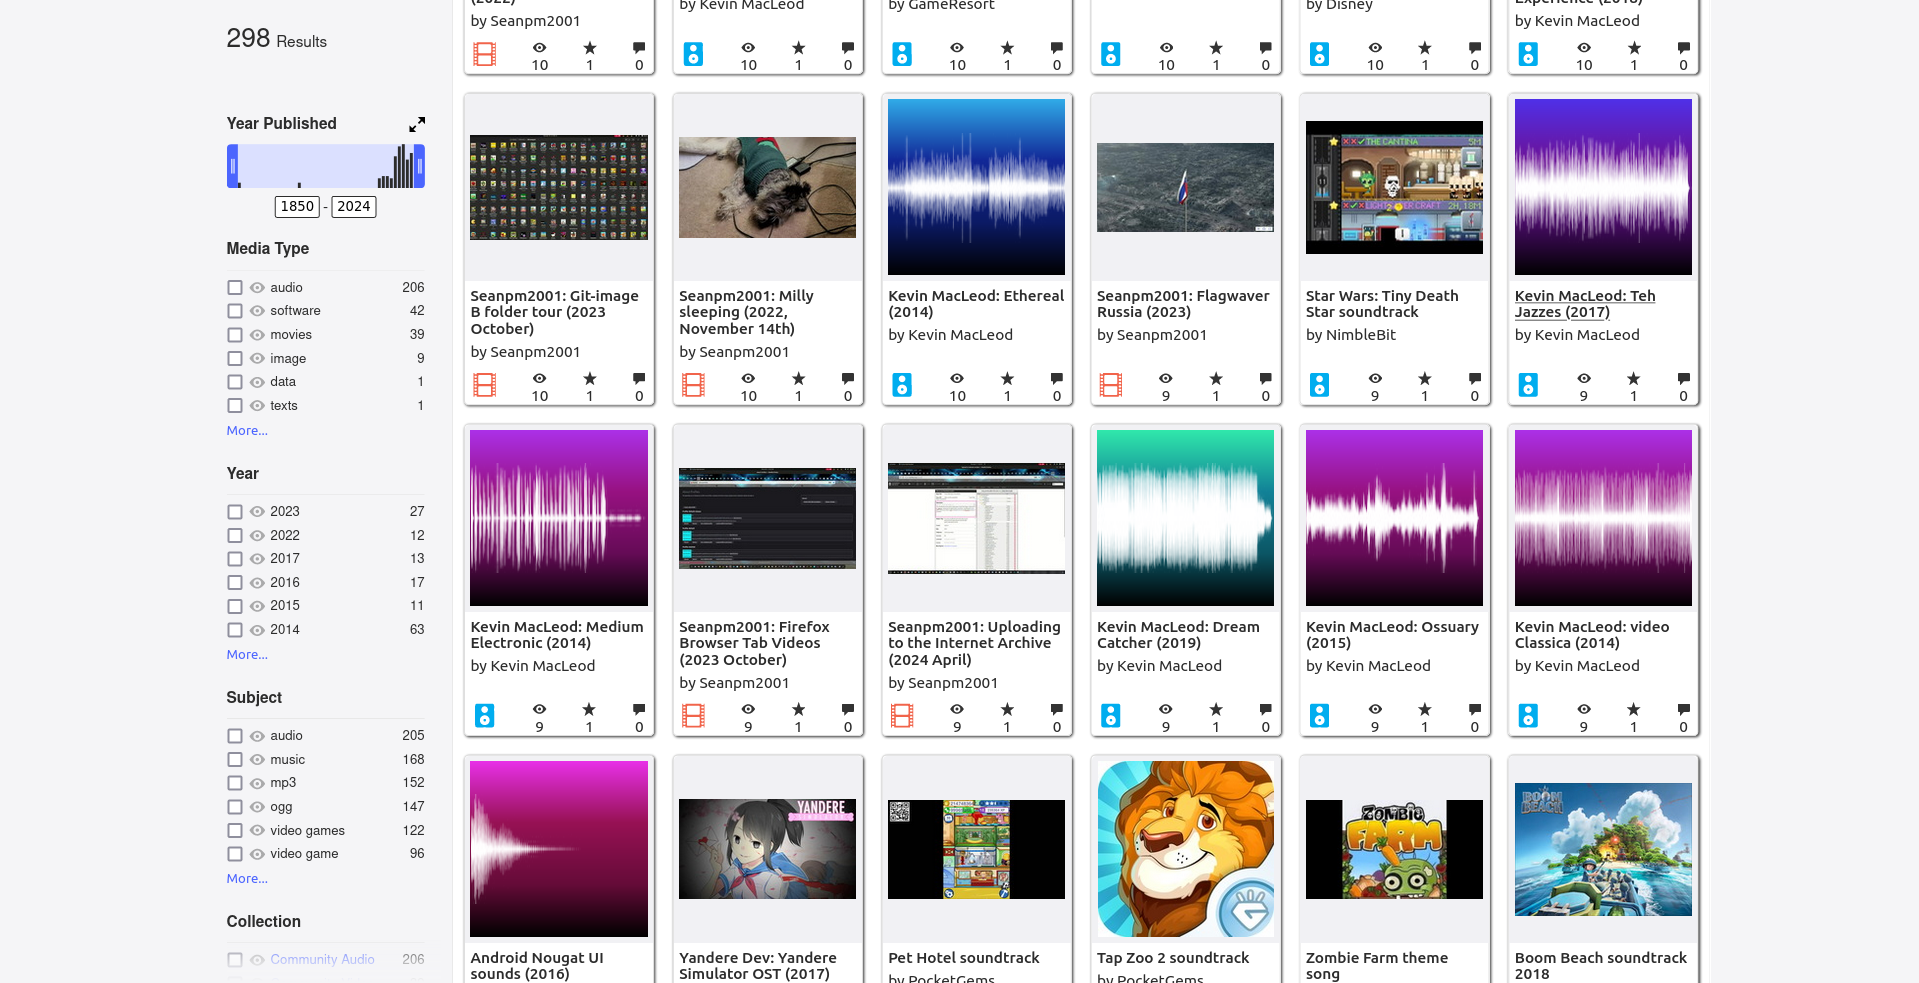 298 Results
Year Published
1850 - 2024
Media Type
audio 206
software 42
movies 39
image 9
data 1
texts 1
More...
Year
2023 27
2022 12
2017 13
2016 17
2015 11
2014 63
More...
Subject
audio 205
music 168
mp3 152
ogg 147
video games 122
video game 96
More...
Collection
Community Audio 206
(2022)
by Seanpm2001
10 1 0
by Kevin MacLeod
10 1 0
by GameResort
10 1 0
10 1 0
by Disney
10 1 0
Experience (2018)
by Kevin MacLeod
10 1 0
Seanpm2001: Git-image
B folder tour (2023
October)
by Seanpm2001
10 1 0
Seanpm2001: Milly
sleeping (2022,
November 14th)
by Seanpm2001
10 1 0
Kevin MacLeod: Ethereal
(2014)
by Kevin MacLeod
10 1 0
Seanpm2001: Flagwaver
Russia (2023)
by Seanpm2001
9 1 0
THE CANTINA
Star Wars: Tiny Death
Star soundtrack
by NimbleBit
9 1 0
Kevin MacLeod: Teh
Jazzes (2017)
by Kevin MacLeod
9 1 0
Kevin MacLeod: Medium
Electronic (2014)
by Kevin MacLeod
9 1 0
Seanpm2001: Firefox
Browser Tab Videos
(2023 October)
by Seanpm2001
9 1 0
Seanpm2001: Uploading
to the Internet Archive
(2024 April)
by Seanpm2001
9 1 0
Kevin MacLeod: Dream
Catcher (2019)
by Kevin MacLeod
9 1 0
Kevin MacLeod: Ossuary
(2015)
by Kevin MacLeod
9 1 0
Kevin MacLeod: video
Classica (2014)
by Kevin MacLeod
9 1 0
Android Nougat UI
sounds (2016)
YANDERE
SIMULATOR
Yandere Dev: Yandere
Simulator OST (2017)
Pet Hotel soundtrack
by PocketGems
Tap Zoo 2 soundtrack
by PocketGems
ZOMBIE
FARM
Zombie Farm theme
song
BOOM
BEACH
Boom Beach soundtrack
2018